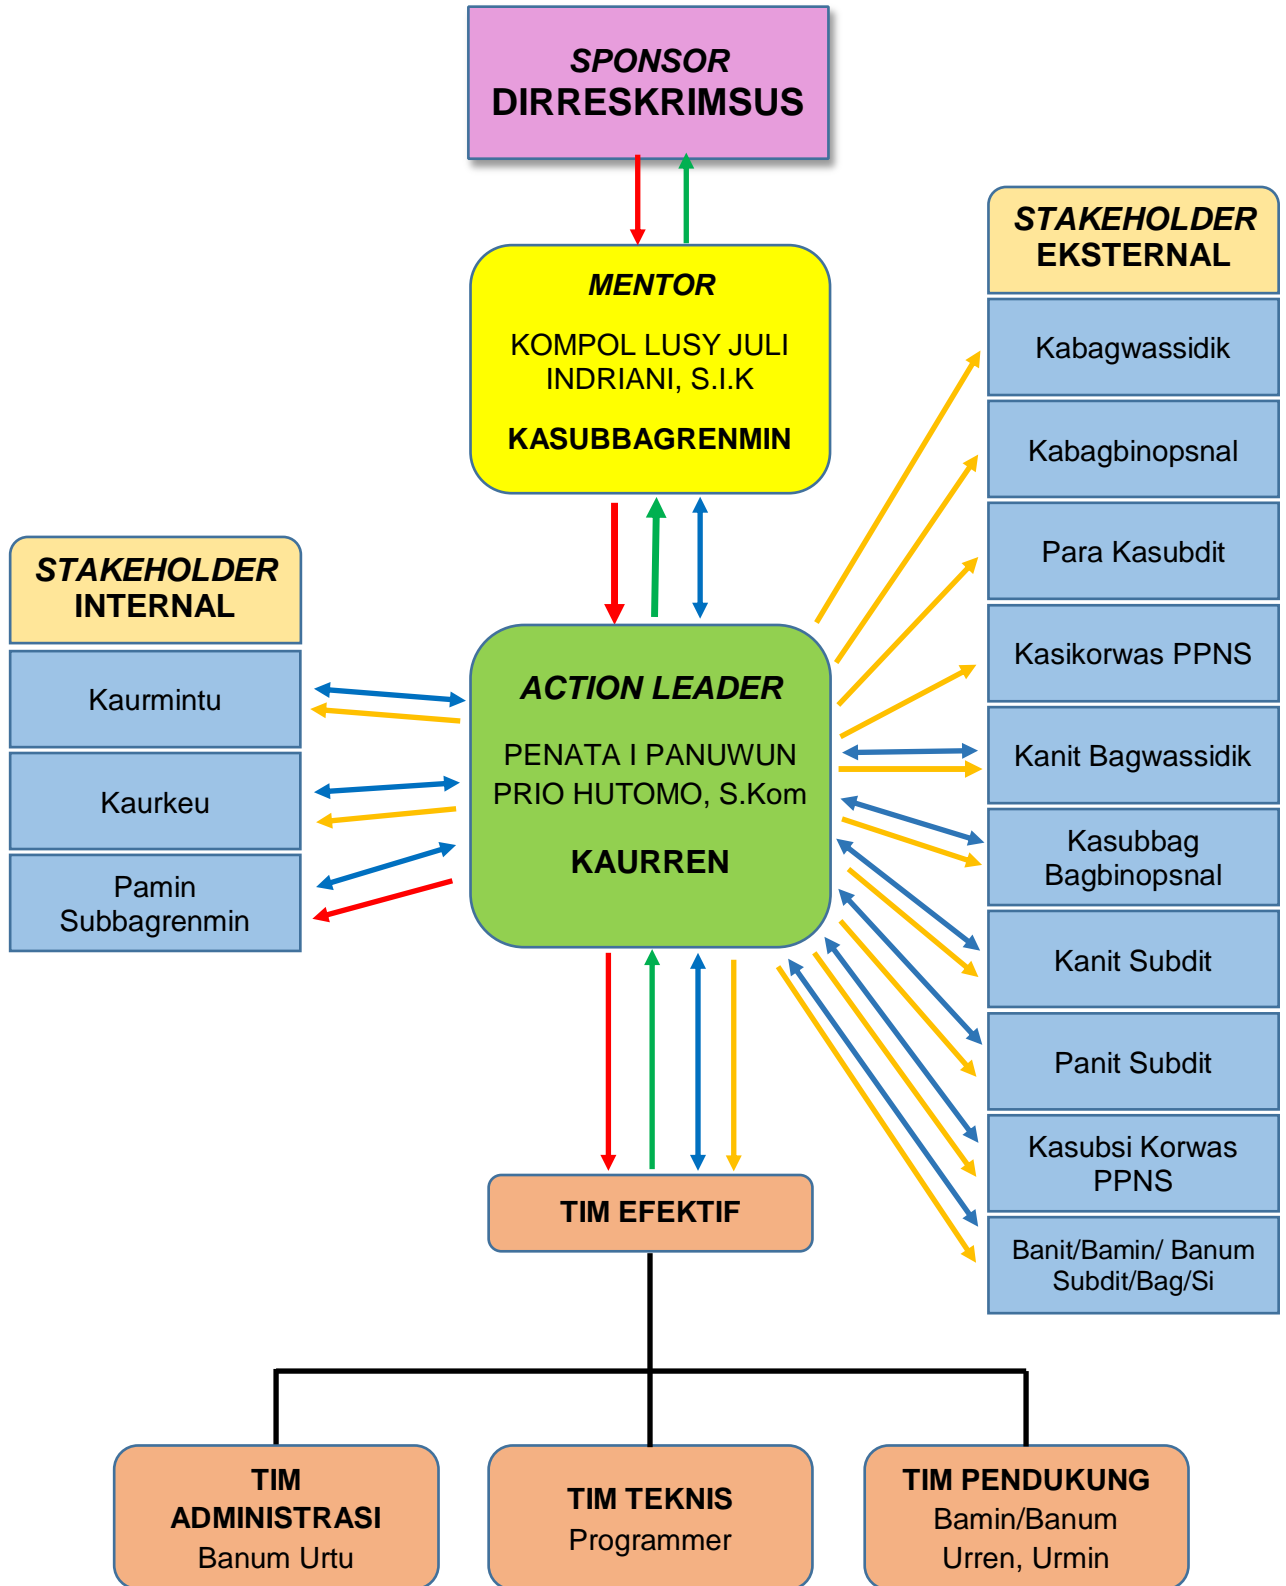 SPONSOR
DIRRESKRIMSUS
MENTOR
KOMPOL LUSY JULI
INDRIANI, S.I.K
KASUBBAGRENMIN
STAKEHOLDER
INTERNAL
Kaurmintu
Kaurkeu
Pamin
Subbagrenmin
ACTION LEADER
PENATA I PANUWUN
PRIO HUTOMO, S.Kom
KAURREN
STAKEHOLDER
EKSTERNAL
Kabagwassidik
Kabagbinopsnal
Para Kasubdit
Kasikorwas PPNS
Kanit Bagwassidik
Kasubbag
Bagbinopsnal
Kanit Subdit
Panit Subdit
Kasubsi Korwas
PPNS
Banit/Bamin/ Banum
Subdit/Bag/Si
TIM EFEKTIF
TIM
ADMINISTRASI
Banum Urtu
TIM TEKNIS
Programmer
TIM PENDUKUNG
Bamin/Banum
Urren, Urmin